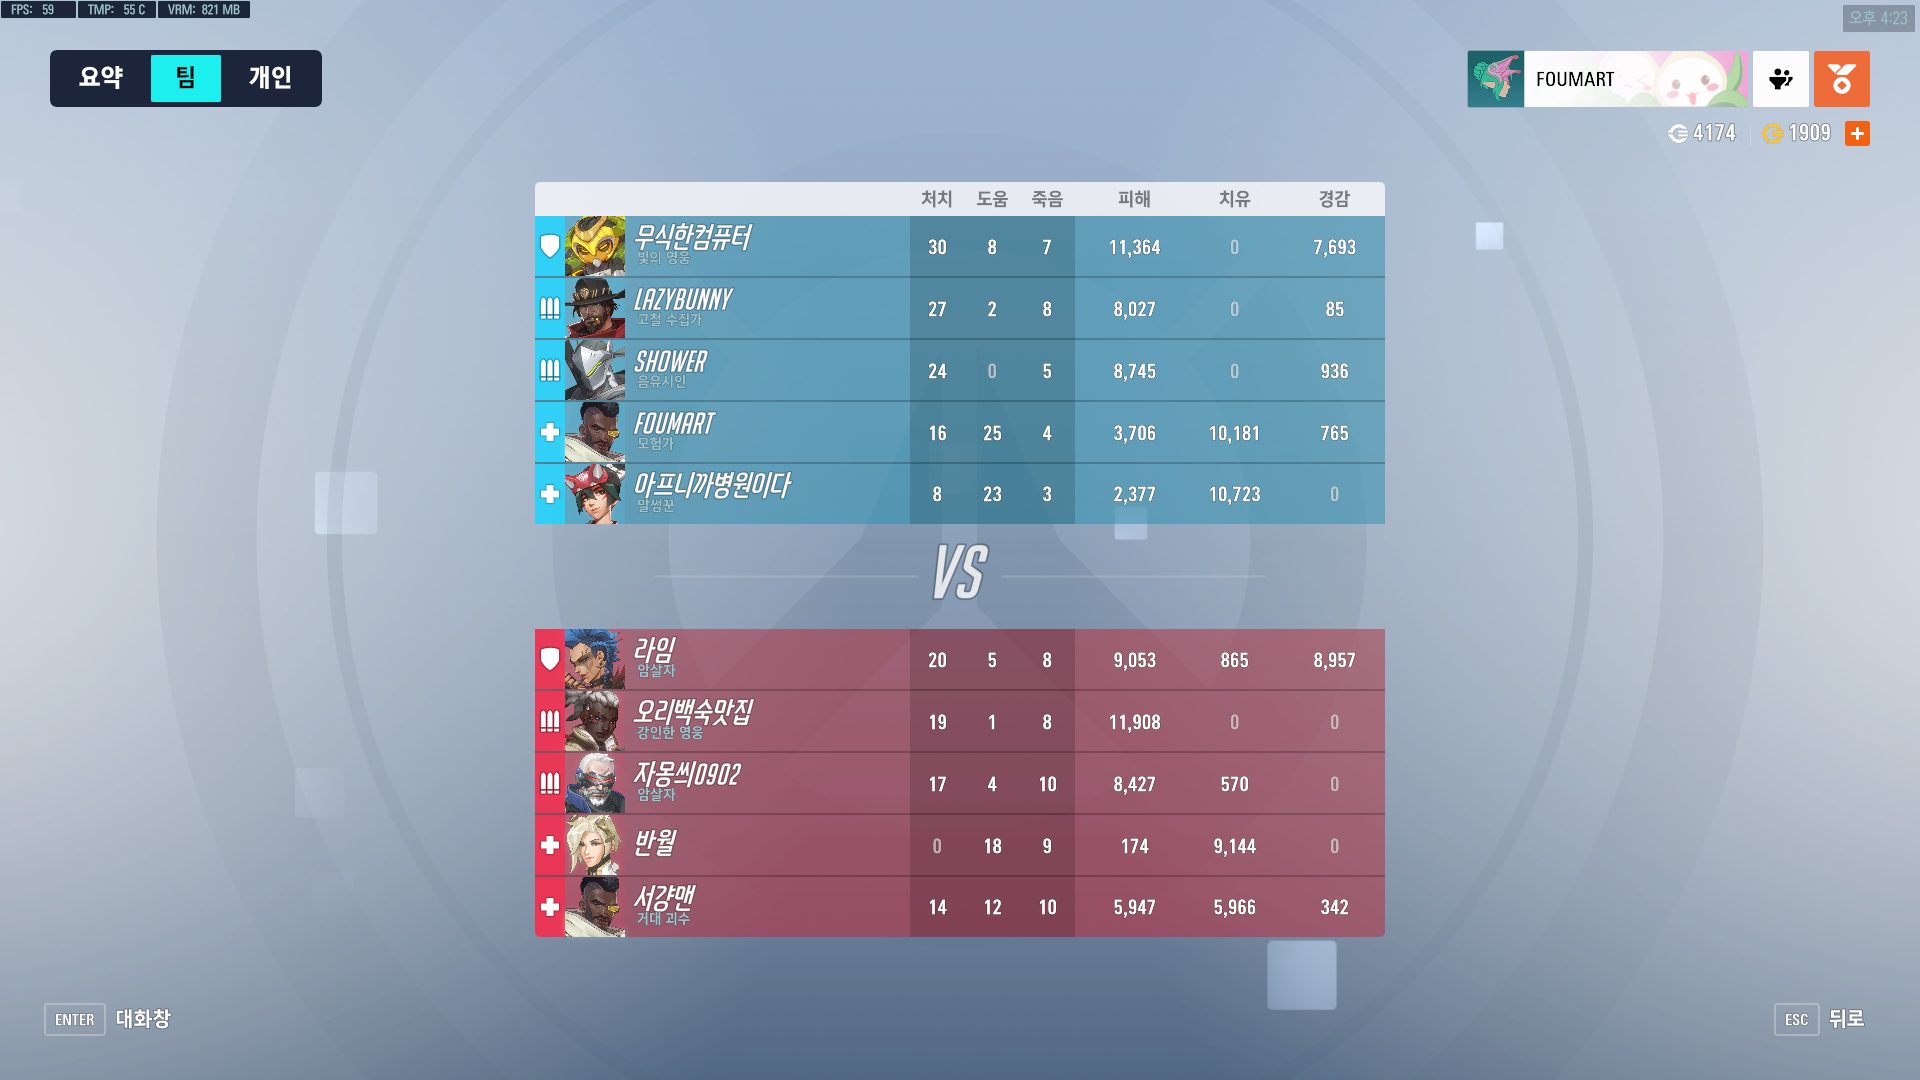 FPS: 59 TMP: 55 C VRM: 821 MB
오후 4:23
요약 팀 개인
FOUMART
4174 1909
처치 도움 죽음 피해 치유 경감
무식한컴퓨터 30 8 7 11,364 0 7,693
빛의 영웅
LAZYBUNNY 27 2 8 8,027 0 85
고철 수집가
SHOWER 24 0 5 8,745 0 936
음유시인
FOUMART 16 25 4 3,706 10,181 765
모험가
아프니까병원이다 8 23 3 2,377 10,723 0
말썽꾼
VS
라임 20 5 8 9,053 865 8,957
암살자
오리백숙맛집 19 1 8 11,908 0 0
강인한 영웅
자몽씌0902 17 4 10 8,427 570 0
암살자
반월 0 18 9 174 9,144 0
서걍맨 14 12 10 5,947 5,966 342
거대 괴수
ENTER 대화창
ESC 뒤로